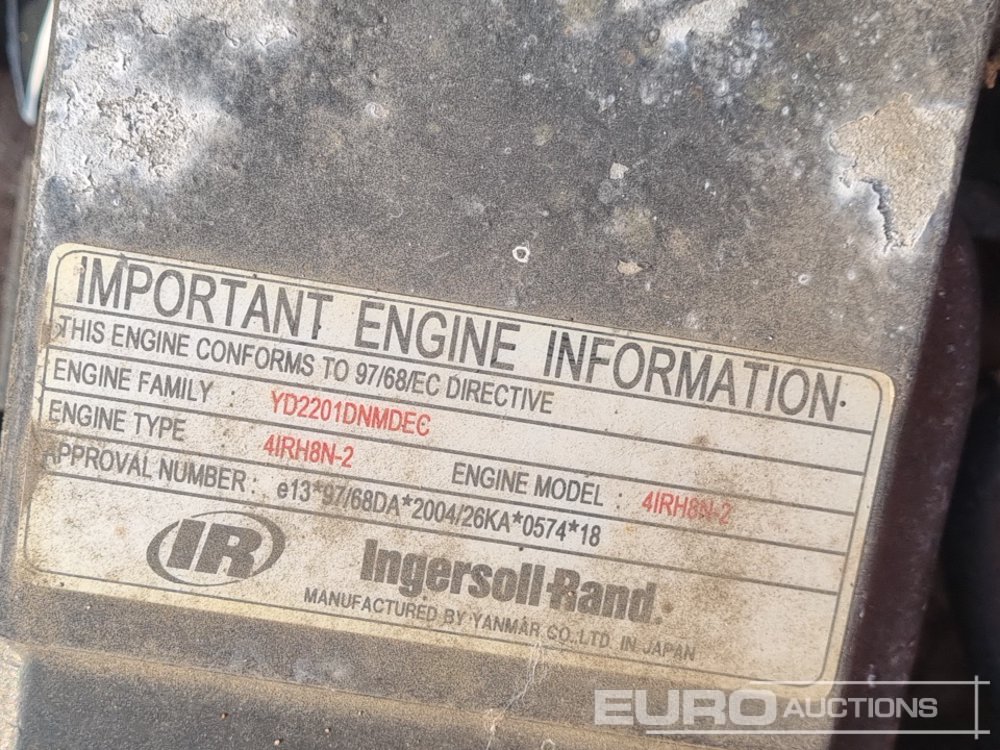 IMPORTANT ENGINE INFORMATION
THIS ENGINE CONFORMS TO 97/68/EC DIRECTIVE
ENGINE FAMILY : YD2201DNMDEC
ENGINE TYPE 4IRH8N-2 ENGINE MODEL : 4IRH8N-2
APPROVAL NUMBER : e13*97/68DA*2004/26KA*0574*18
IR Ingersoll-Rand
MANUFACTURED BY YANMAR CO.,LTD. IN JAPAN
EURO AUCTIONS